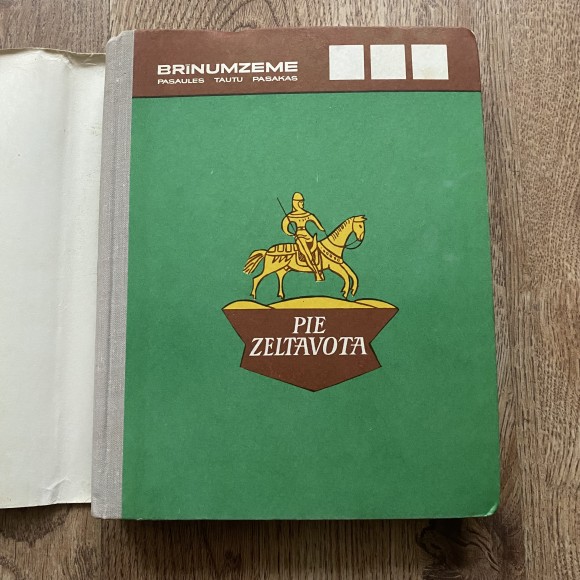 BRĪNUMZEME
PASAULES TAUTU PASAKAS
PIE
ZELTAVOTA